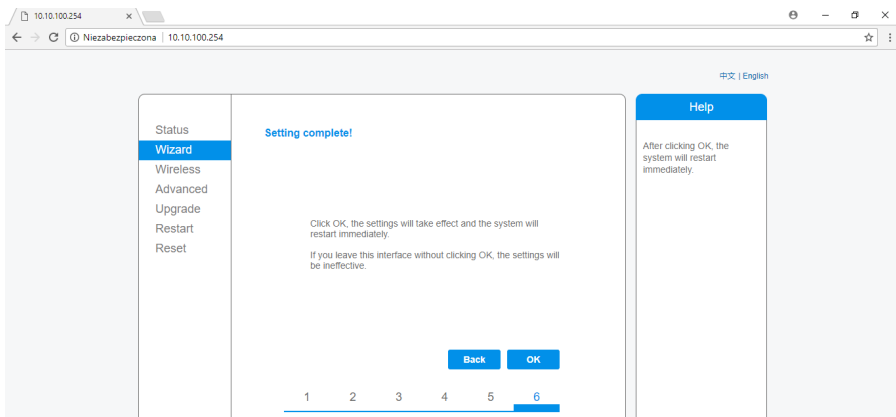 10.10.100.254
Niezabezpieczona | 10.10.100.254
中文 | English
Status
Wizard
Wireless
Advanced
Upgrade
Restart
Reset
Setting complete!
Click OK, the settings will take effect and the system will
restart immediately.
If you leave this interface without clicking OK, the settings will
be ineffective.
Back OK
1 2 3 4 5 6
Help
After clicking OK, the
system will restart
immediately.